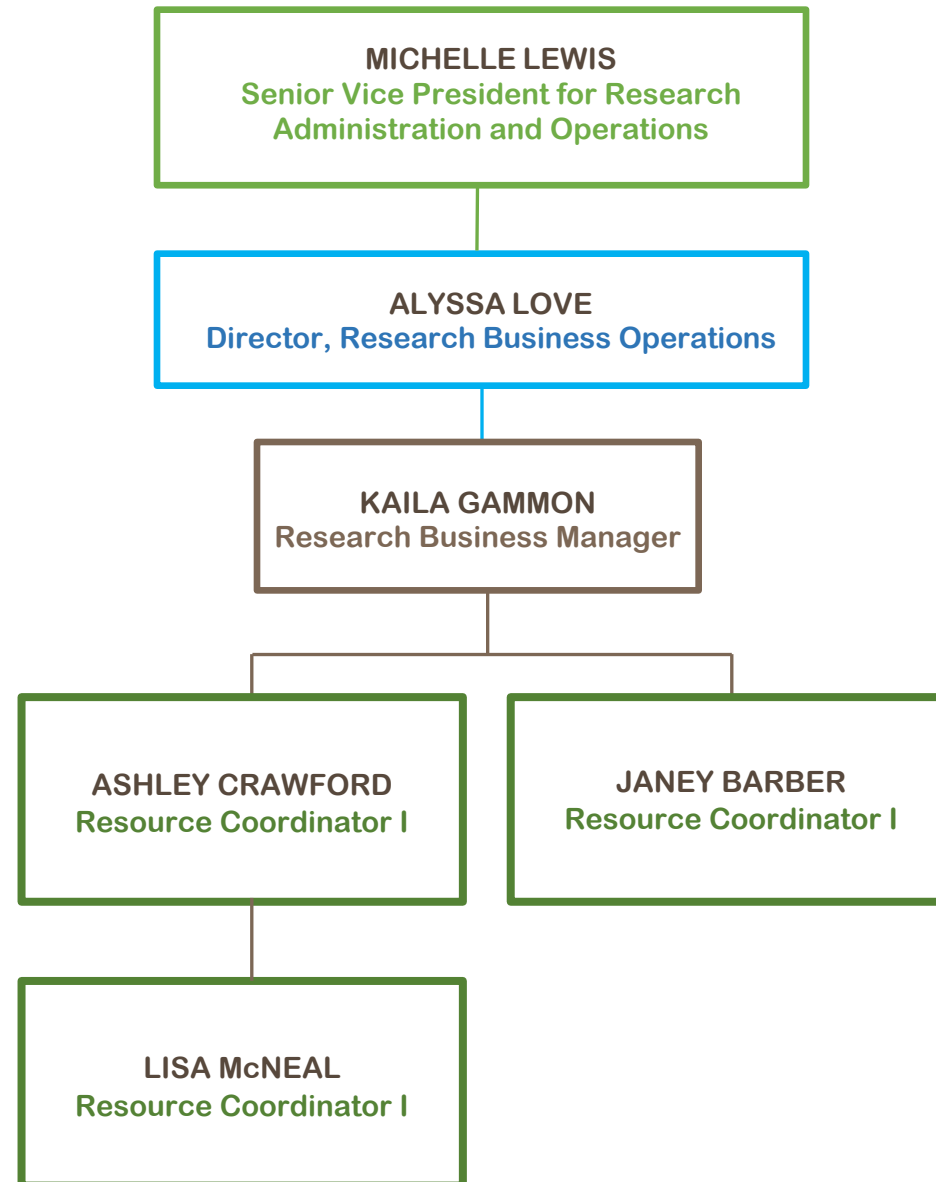 MICHELLE LEWIS
Senior Vice President for Research
Administration and Operations
ALYSSA LOVE
Director, Research Business Operations
KAILA GAMMON
Research Business Manager
ASHLEY CRAWFORD
Resource Coordinator I
JANEY BARBER
Resource Coordinator I
LISA McNEAL
Resource Coordinator I